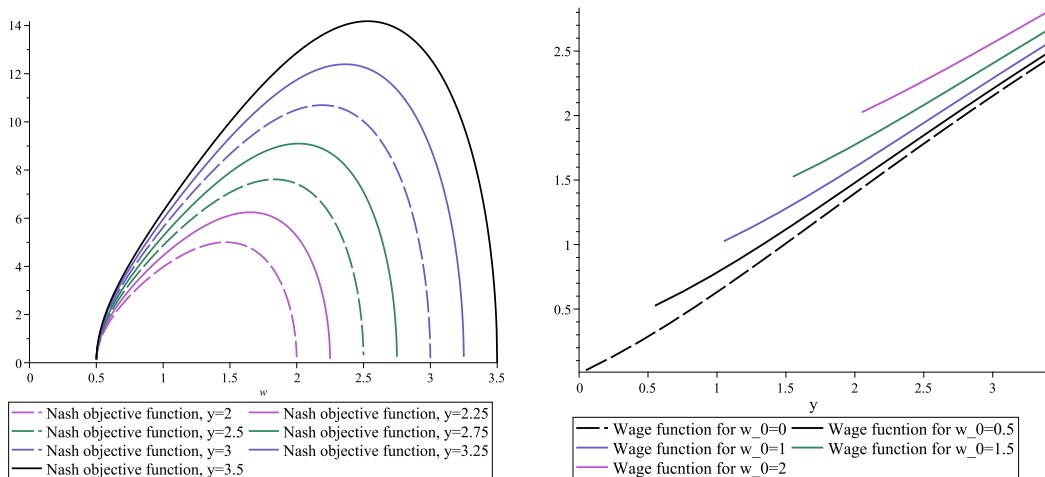 14
12
10
8
6
4
2
0
0 0.5 1 1.5 2 2.5 3 3.5
w
Nash objective function, y=2 Nash objective function, y=2.25
Nash objective function, y=2.5 Nash objective function, y=2.75
Nash objective function, y=3 Nash objective function, y=3.25
Nash objective function, y=3.5
2.5
2
1.5
1
0.5
0 0.5 1 1.5 2 2.5 3
y
Wage function for w_0=0 Wage fucntion for w_0=0.5
Wage function for w_0=1 Wage function for w_0=1.5
Wage fucntion for w_0=2